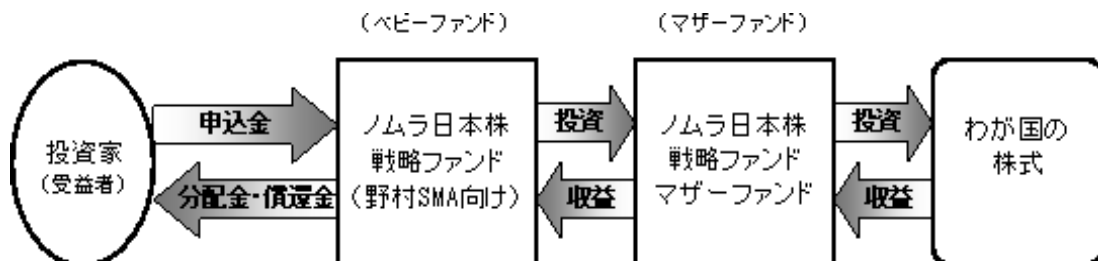 (ベビーファンド)
(マザーファンド)
投資家
(受益者)
申込金
分配金・償還金
ノムラ日本株
戦略ファンド
(野村SMA向け)
投資
収益
ノムラ日本株
戦略ファンド
マザーファンド
投資
収益
わが国の
株式